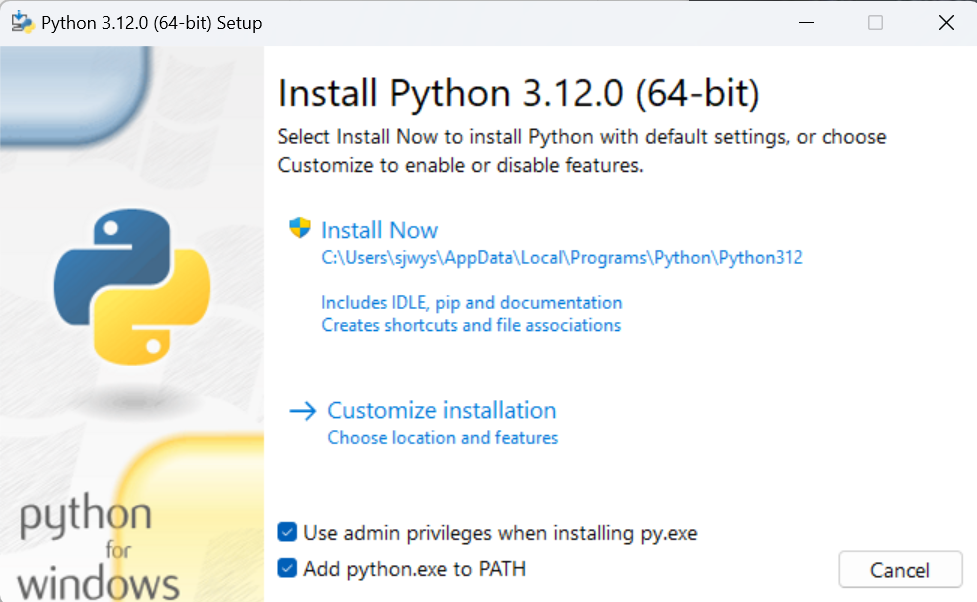 Python 3.12.0 (64-bit) Setup
Install Python 3.12.0 (64-bit)
Select Install Now to install Python with default settings, or choose
Customize to enable or disable features.
Install Now
C:\Users\sjwys\AppData\Local\Programs\Python\Python312
Includes IDLE, pip and documentation
Creates shortcuts and file associations
Customize installation
Choose location and features
Use admin privileges when installing py.exe
Add python.exe to PATH
Cancel
python
for
windows